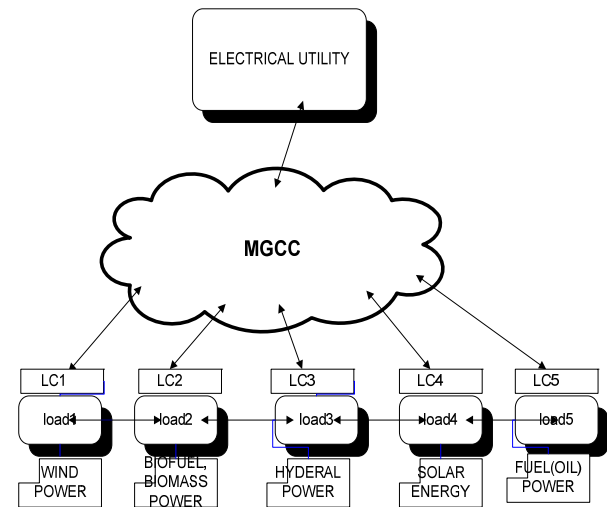 ELECTRICAL UTILITY
MGCC
LC1 LC2 LC3 LC4 LC5
load1 load2 load3 load4 load5
WIND
POWER
BIOFUEL,
BIOMASS
POWER
HYDERAL
POWER
SOLAR
ENERGY
FUEL(OIL)
POWER